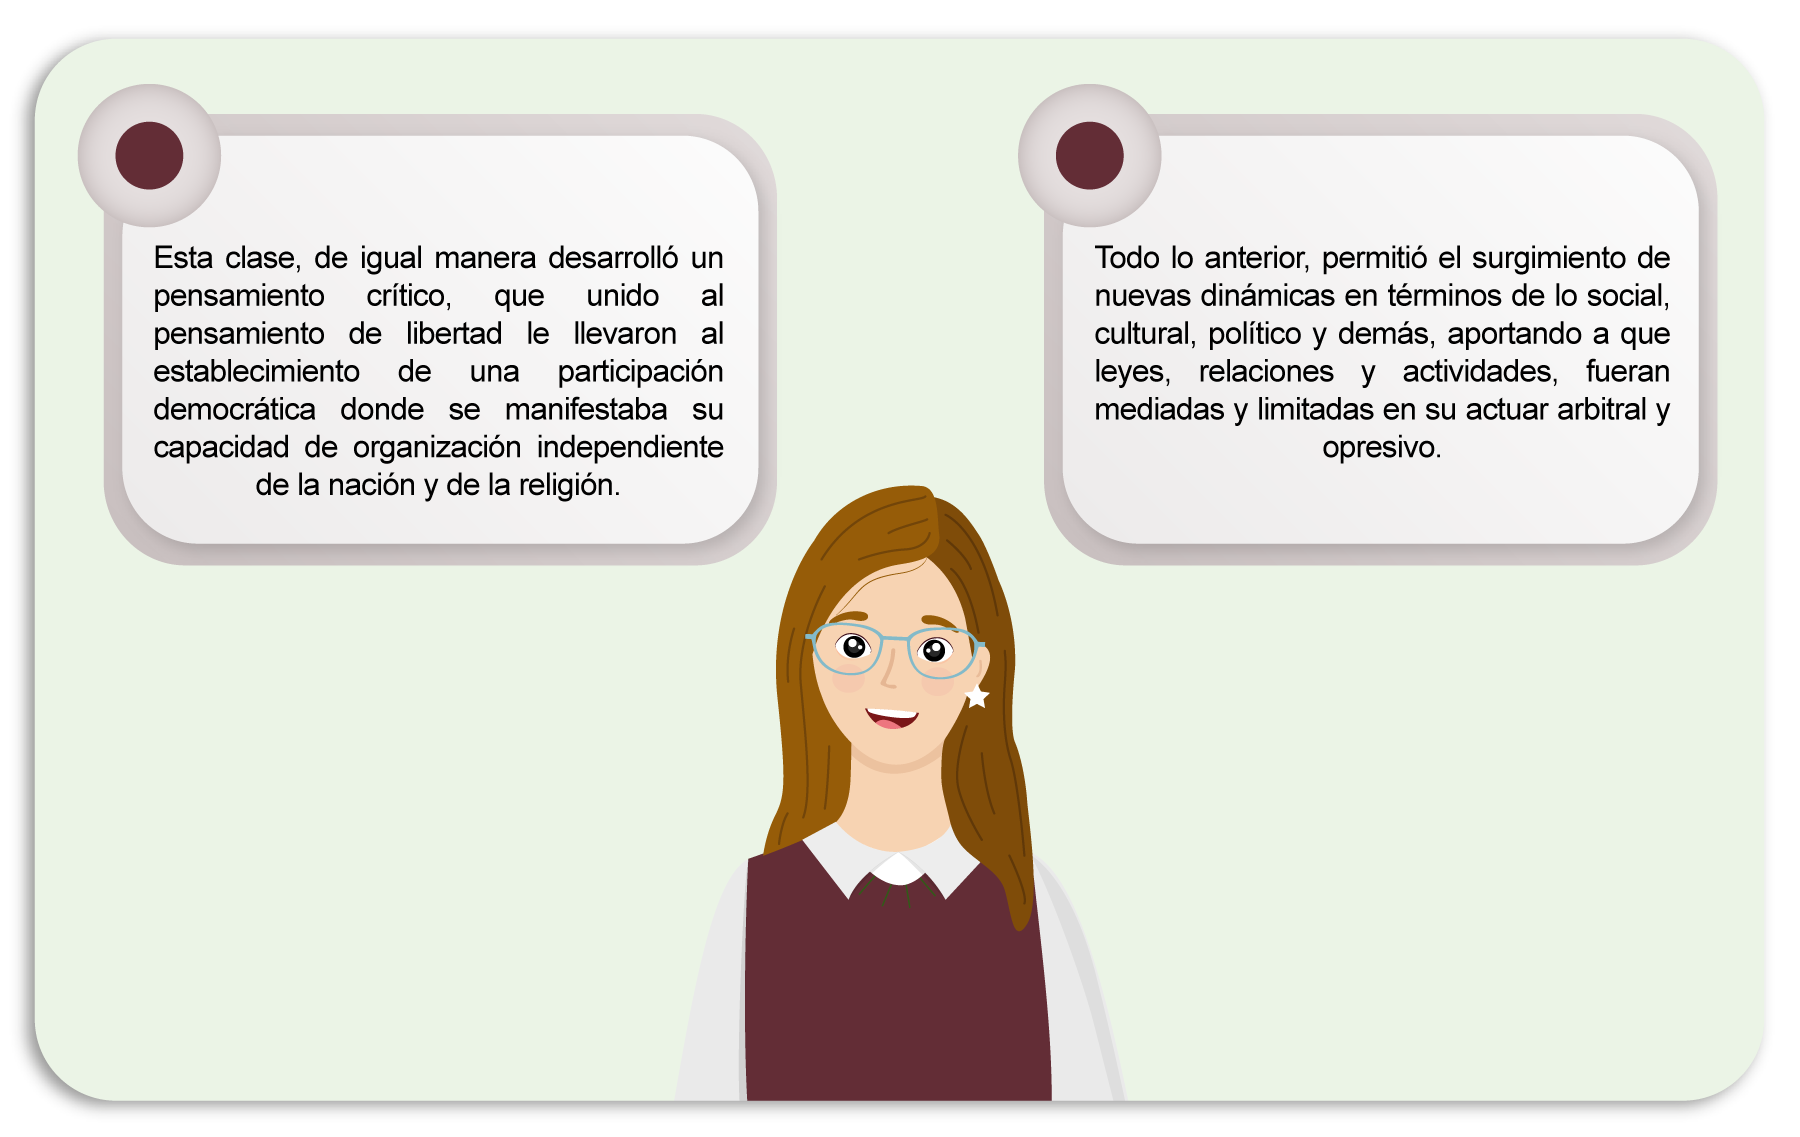 Esta clase, de igual manera desarrolló un
pensamiento crítico, que unido al
pensamiento de libertad le llevaron al
establecimiento de una participación
democrática donde se manifestaba su
capacidad de organización independiente
de la nación y de la religión.
Todo lo anterior, permitió el surgimiento de
nuevas dinámicas en términos de lo social,
cultural, político y demás, aportando a que
leyes, relaciones y actividades, fueran
mediadas y limitadas en su actuar arbitral y
opresivo.